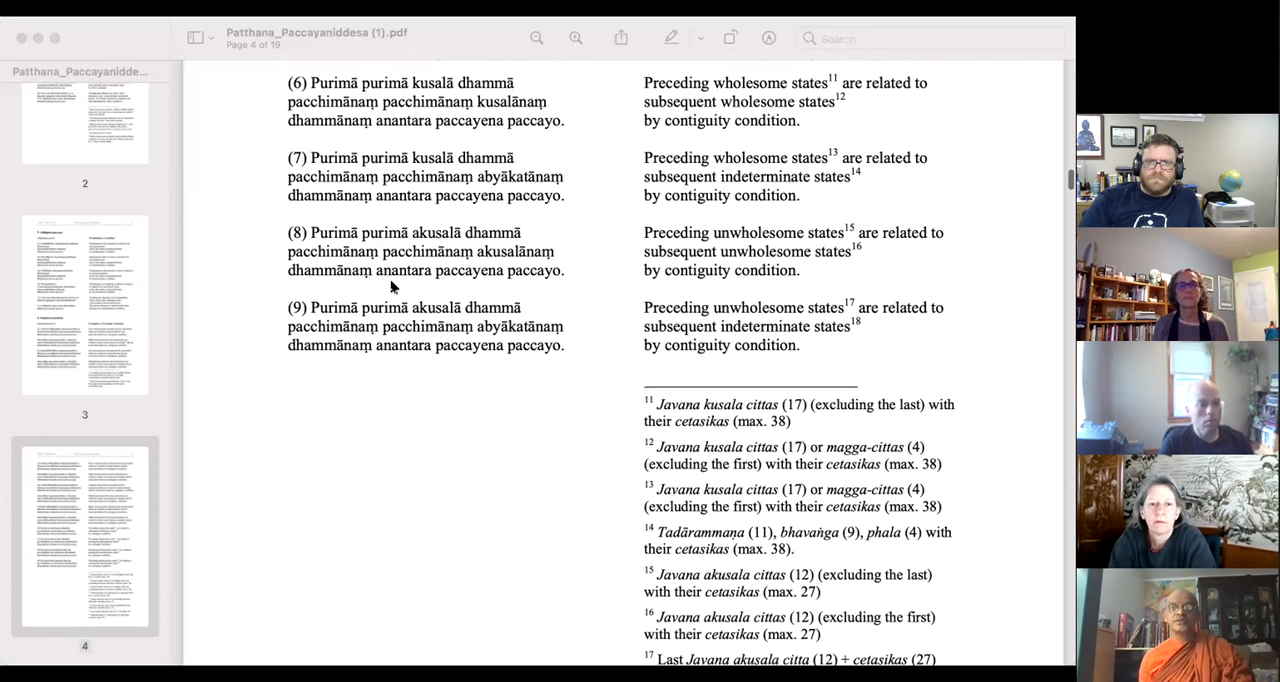 Patthana_Paccayaniddesa (1).pdf
Page 4 of 19
Search
Patthana_Paccayanidde...
2
3
4
(6) Purimā purimā kusalā dhammā
pacchimānaṃ pacchimānaṃ kusalānaṃ
dhammānaṃ anantara paccayena paccayo.
Preceding wholesome states11 are related to
subsequent wholesome states12
by contiguity condition.
(7) Purimā purimā kusalā dhammā
pacchimānaṃ pacchimānaṃ abyākatānaṃ
dhammānaṃ anantara paccayena paccayo.
Preceding wholesome states13 are related to
subsequent indeterminate states14
by contiguity condition.
(8) Purimā purimā akusalā dhammā
pacchimānaṃ pacchimānaṃ akusalānaṃ
dhammānaṃ anantara paccayena paccayo.
Preceding unwholesome states15 are related to
subsequent unwholesome states16
by contiguity condition.
(9) Purimā purimā akusalā dhammā
pacchimānaṃ pacchimānaṃ abyākatānaṃ
dhammānaṃ anantara paccayena paccayo.
Preceding unwholesome states17 are related to
subsequent indeterminate states18
by contiguity condition.
11 Javana kusala cittas (17) (excluding the last) with
their cetasikas (max. 38)
12 Javana kusala cittas (17) or magga-cittas (4)
(excluding the first) with their cetasikas (max. 38)
13 Javana kusala cittas (17) or magga-cittas (4)
(excluding the first) with their cetasikas (max.38)
14 Tadārammaṇa (11), bhavaṅga (9), phala (4) with
their cetasikas (max. 38),
15 Javana akusala cittas (12) (excluding the last)
with their cetasikas (max. 27)
16 Javana akusala cittas (12) (excluding the first)
with their cetasikas (max. 27)
17 Last Javana akusala citta (12) + cetasikas (27)